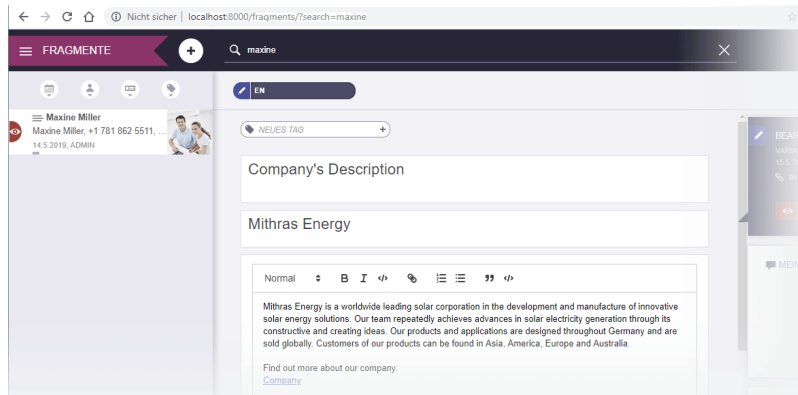 Nicht sicher | localhost:8000/fragments/?search=maxine
FRAGMENTE
+
maxine
EN
Maxine Miller
Maxine Miller, +1 781 862 5511, ...
14.5.2019, ADMIN
NEUES TAG
+
Company's Description
Mithras Energy
Normal B I </> </>
Mithras Energy is a worldwide leading solar corporation in the development and manufacture of innovative
solar energy solutions. Our team repeatedly achieves advances in solar electricity generation through its
constructive and creating ideas. Our products and applications are designed throughout Germany and are
sold globally. Customers of our products can be found in Asia, America, Europe and Australia.
Find out more about our company:
Company
BEAR
MEIN